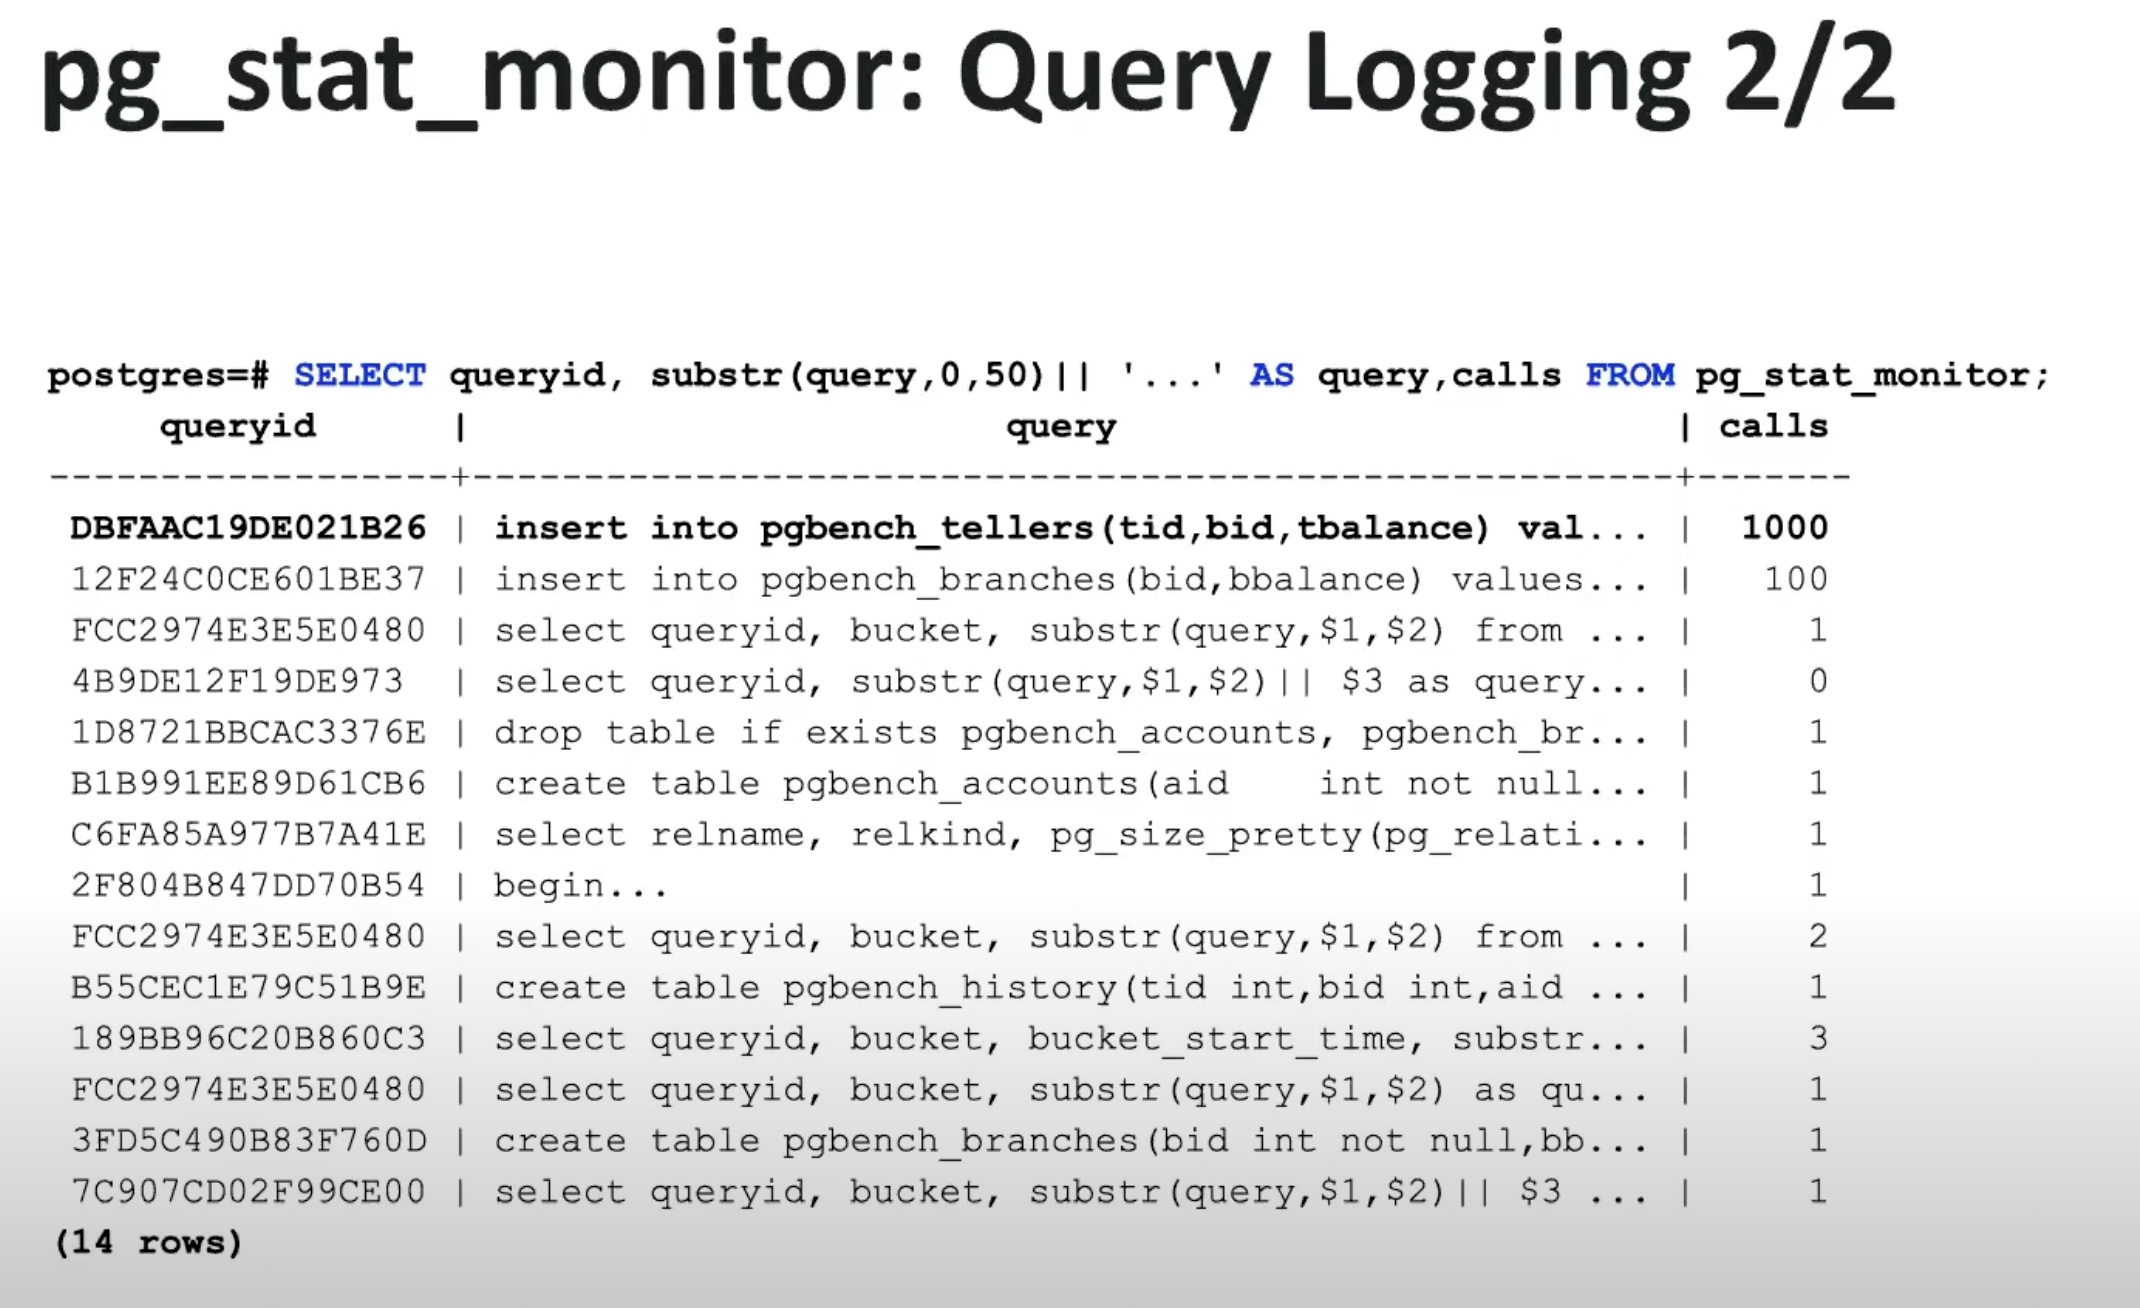 pg_stat_monitor: Query Logging 2/2
postgres=# SELECT queryid, substr(query,0,50)|| '...' AS query,calls FROM pg_stat_monitor;
queryid | query | calls
------------------+-------------------------------------------------------+-------
DBFAAC19DE021B26 | insert into pgbench_tellers(tid,bid,tbalance) val... | 1000
12F24C0CE601BE37 | insert into pgbench_branches(bid,bbalance) values... | 100
FCC2974E3E5E0480 | select queryid, bucket, substr(query,$1,$2) from ... | 1
4B9DE12F19DE973 | select queryid, substr(query,$1,$2)|| $3 as query... | 0
1D8721BBCAC3376E | drop table if exists pgbench_accounts, pgbench_br... | 1
B1B991EE89D61CB6 | create table pgbench_accounts(aid    int not null... | 1
C6FA85A977B7A41E | select relname, relkind, pg_size_pretty(pg_relati... | 1
2F804B847DD70B54 | begin... | 1
FCC2974E3E5E0480 | select queryid, bucket, substr(query,$1,$2) from ... | 2
B55CEC1E79C51B9E | create table pgbench_history(tid int,bid int,aid ... | 1
189BB96C20B860C3 | select queryid, bucket, bucket_start_time, substr... | 3
FCC2974E3E5E0480 | select queryid, bucket, substr(query,$1,$2) as qu... | 1
3FD5C490B83F760D | create table pgbench_branches(bid int not null,bb... | 1
7C907CD02F99CE00 | select queryid, bucket, substr(query,$1,$2)|| $3 ... | 1
(14 rows)